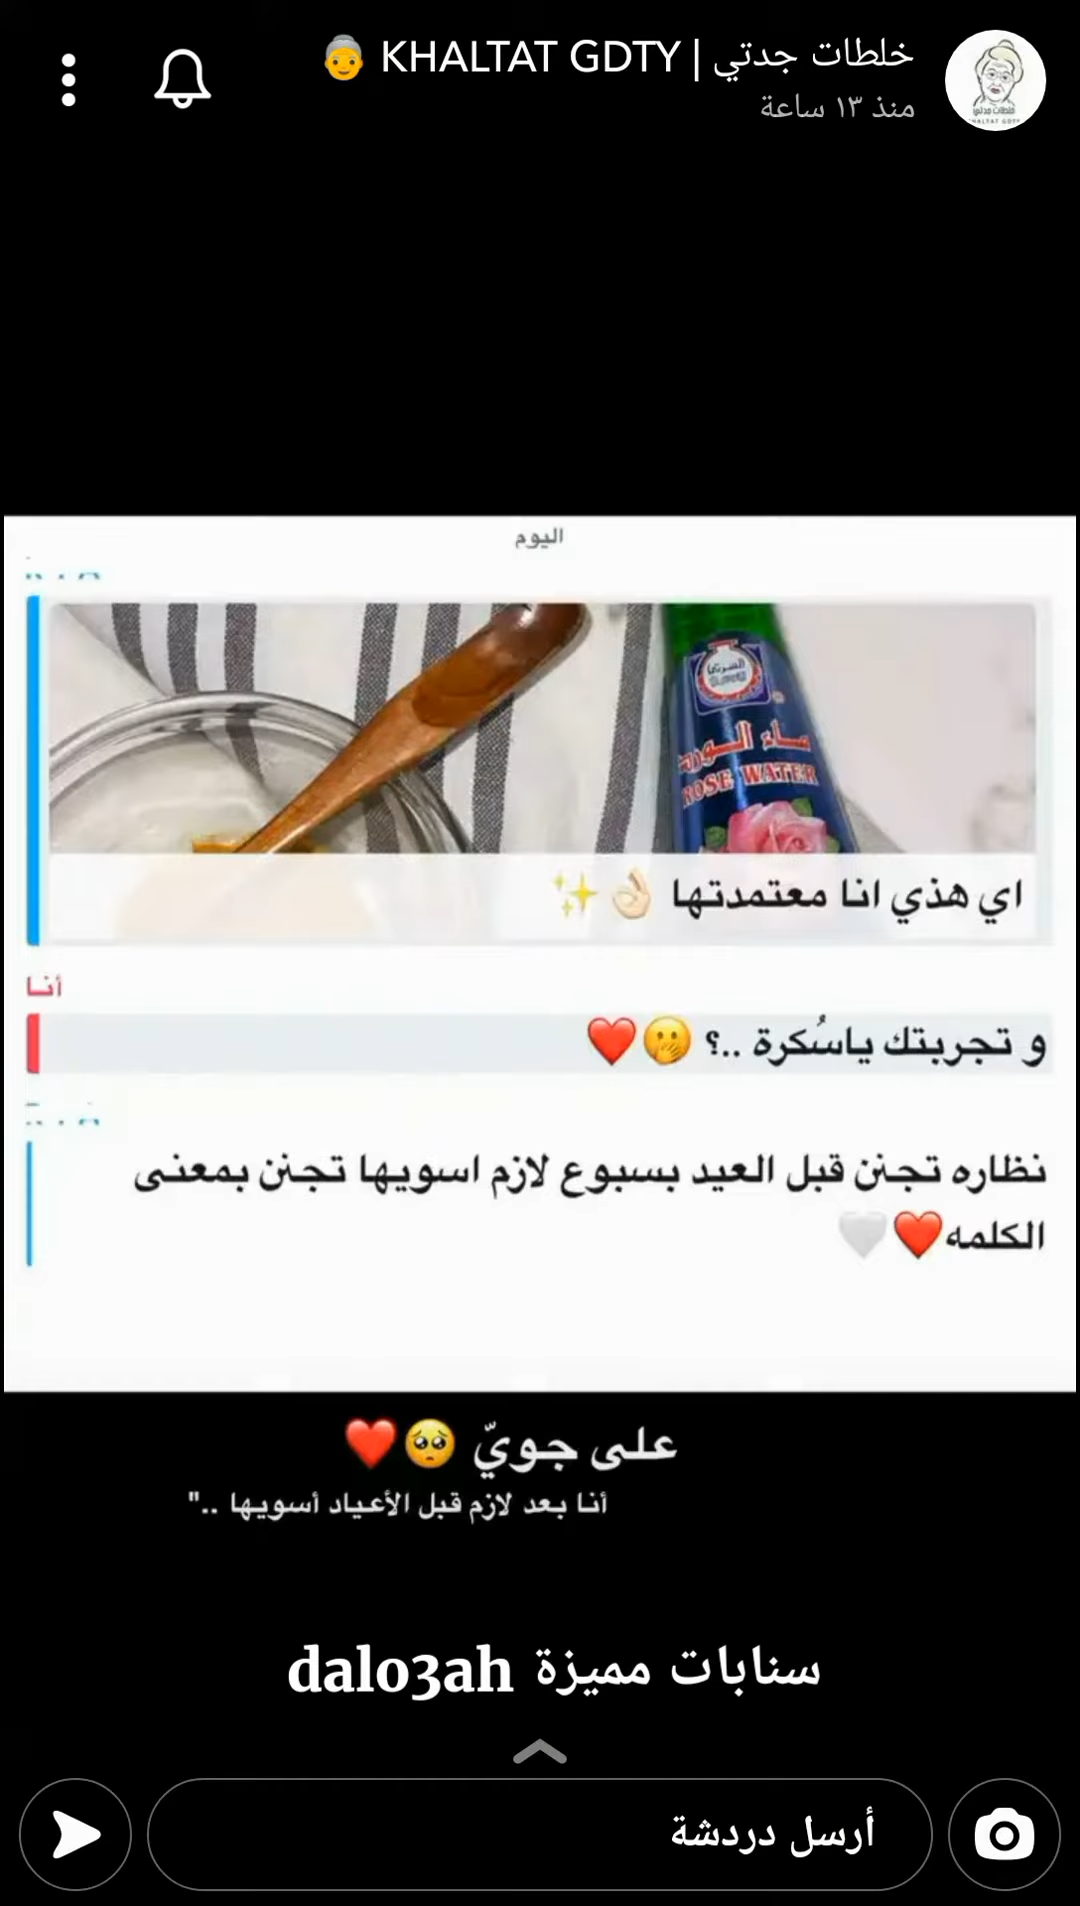 خلطات جدتي | KHALTAT GDTY 👵
منذ ١٣ ساعة
اليوم
ماء الورد
ROSE WATER
اي هذي انا معتمدتها 👌🏻✨
أنا
و تجربتك ياسُكرة ..؟ 🤭❤️
نظاره تجنن قبل العيد بسبوع لازم اسويها تجنن بمعنى
الكلمه❤️🤍
على جويّ 🥺❤️
أنا بعد لازم قبل الأعياد أسويها .."
سنابات مميزة dalo3ah
أرسل دردشة